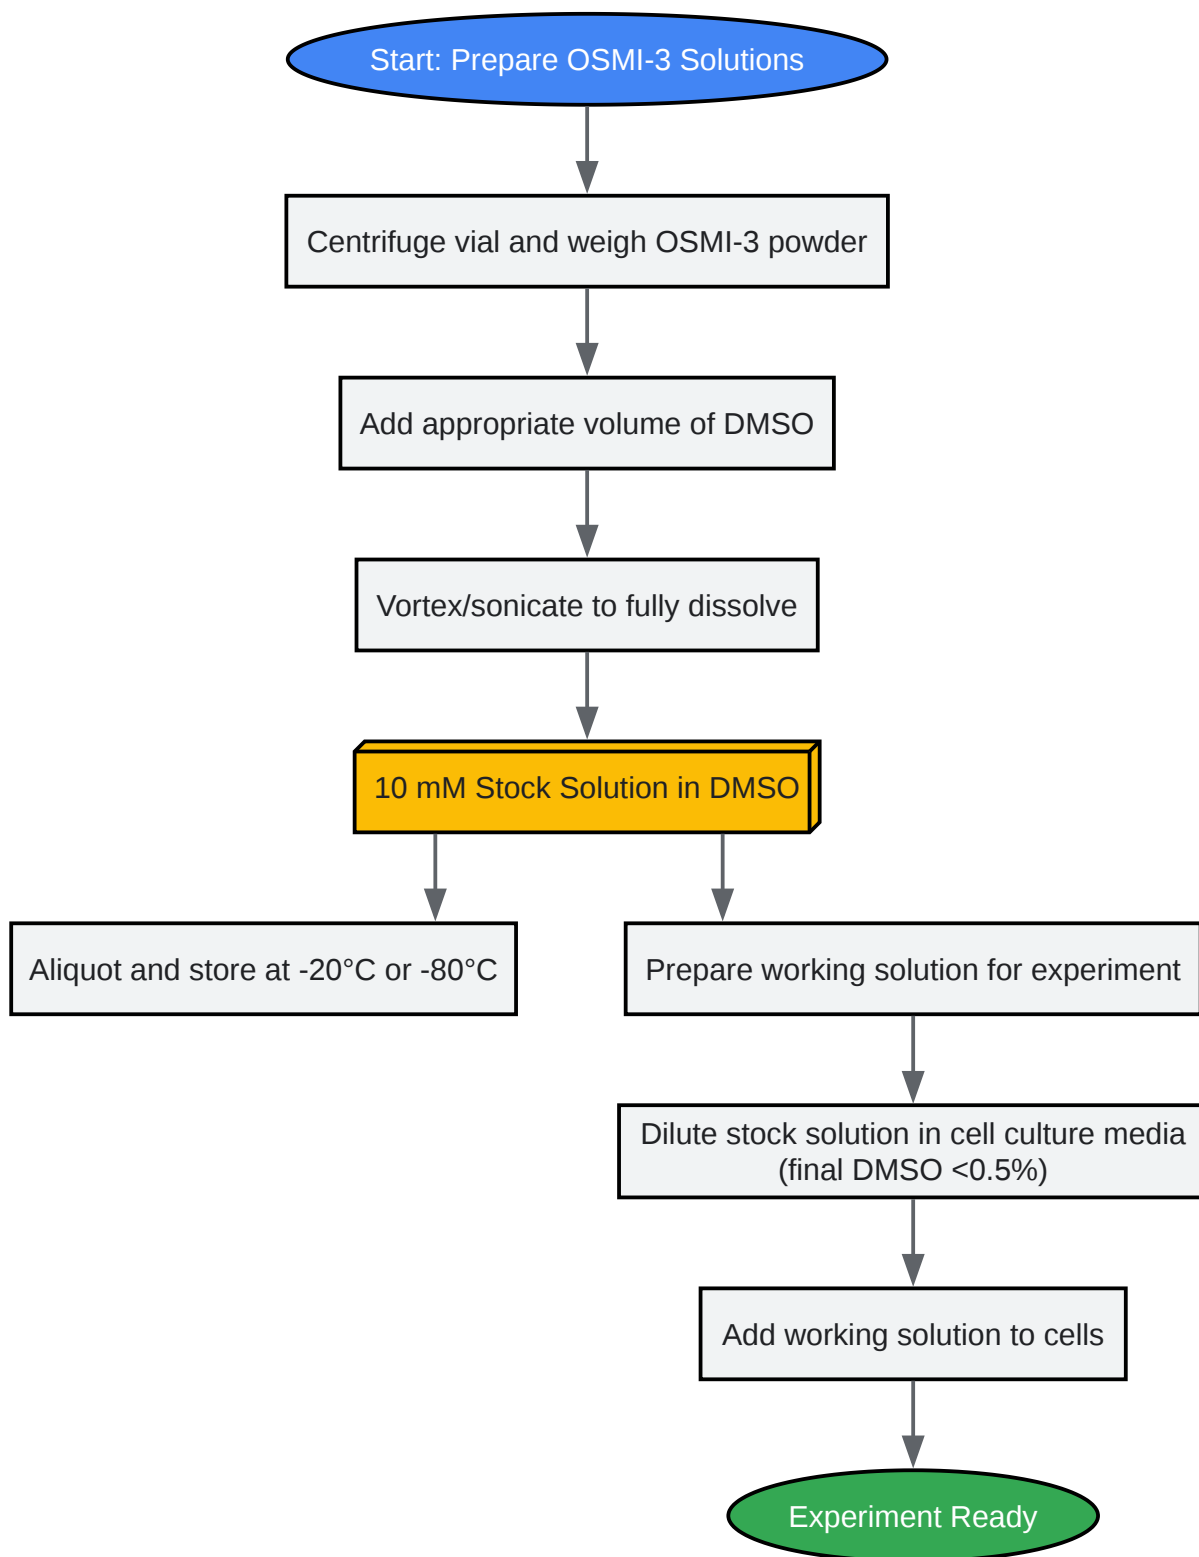 Start: Prepare OSMI-3 Solutions
Centrifuge vial and weigh OSMI-3 powder
Add appropriate volume of DMSO
Vortex/sonicate to fully dissolve
10 mM Stock Solution in DMSO
Aliquot and store at -20°C or -80°C
Prepare working solution for experiment
Dilute stock solution in cell culture media
(final DMSO <0.5%)
Add working solution to cells
Experiment Ready